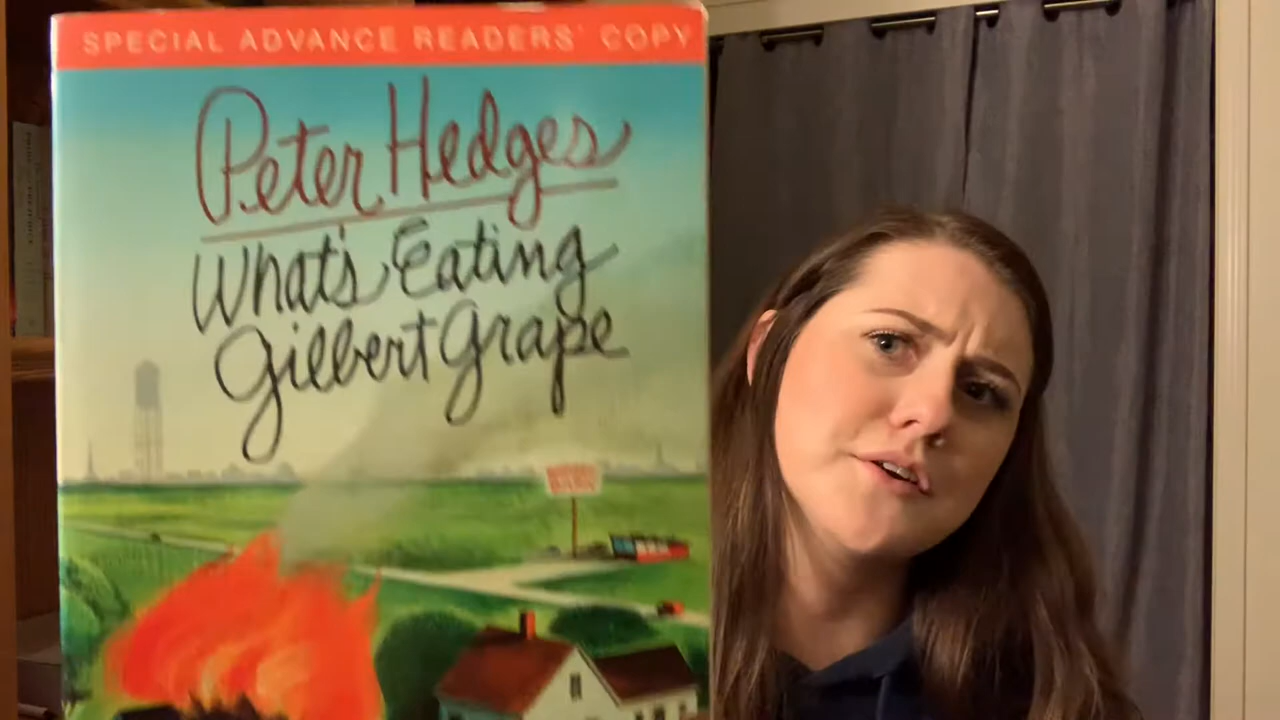 SPECIAL ADVANCE READERS' COPY
Peter Hedges
What's Eating
Gilbert Grape